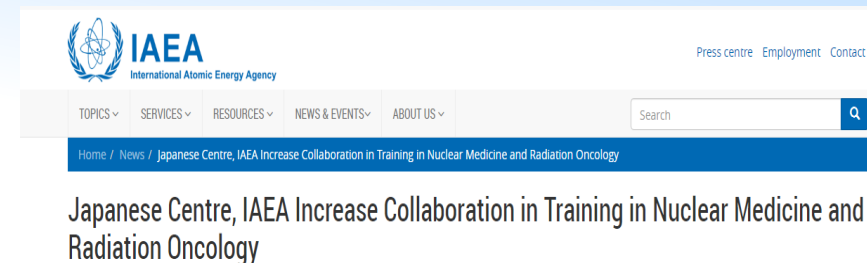 IAEA
International Atomic Energy Agency
Press centre Employment Contact
TOPICS SERVICES RESOURCES NEWS & EVENTS ABOUT US Search
Home / News / Japanese Centre, IAEA Increase Collaboration in Training in Nuclear Medicine and Radiation Oncology
Japanese Centre, IAEA Increase Collaboration in Training in Nuclear Medicine and
Radiation Oncology